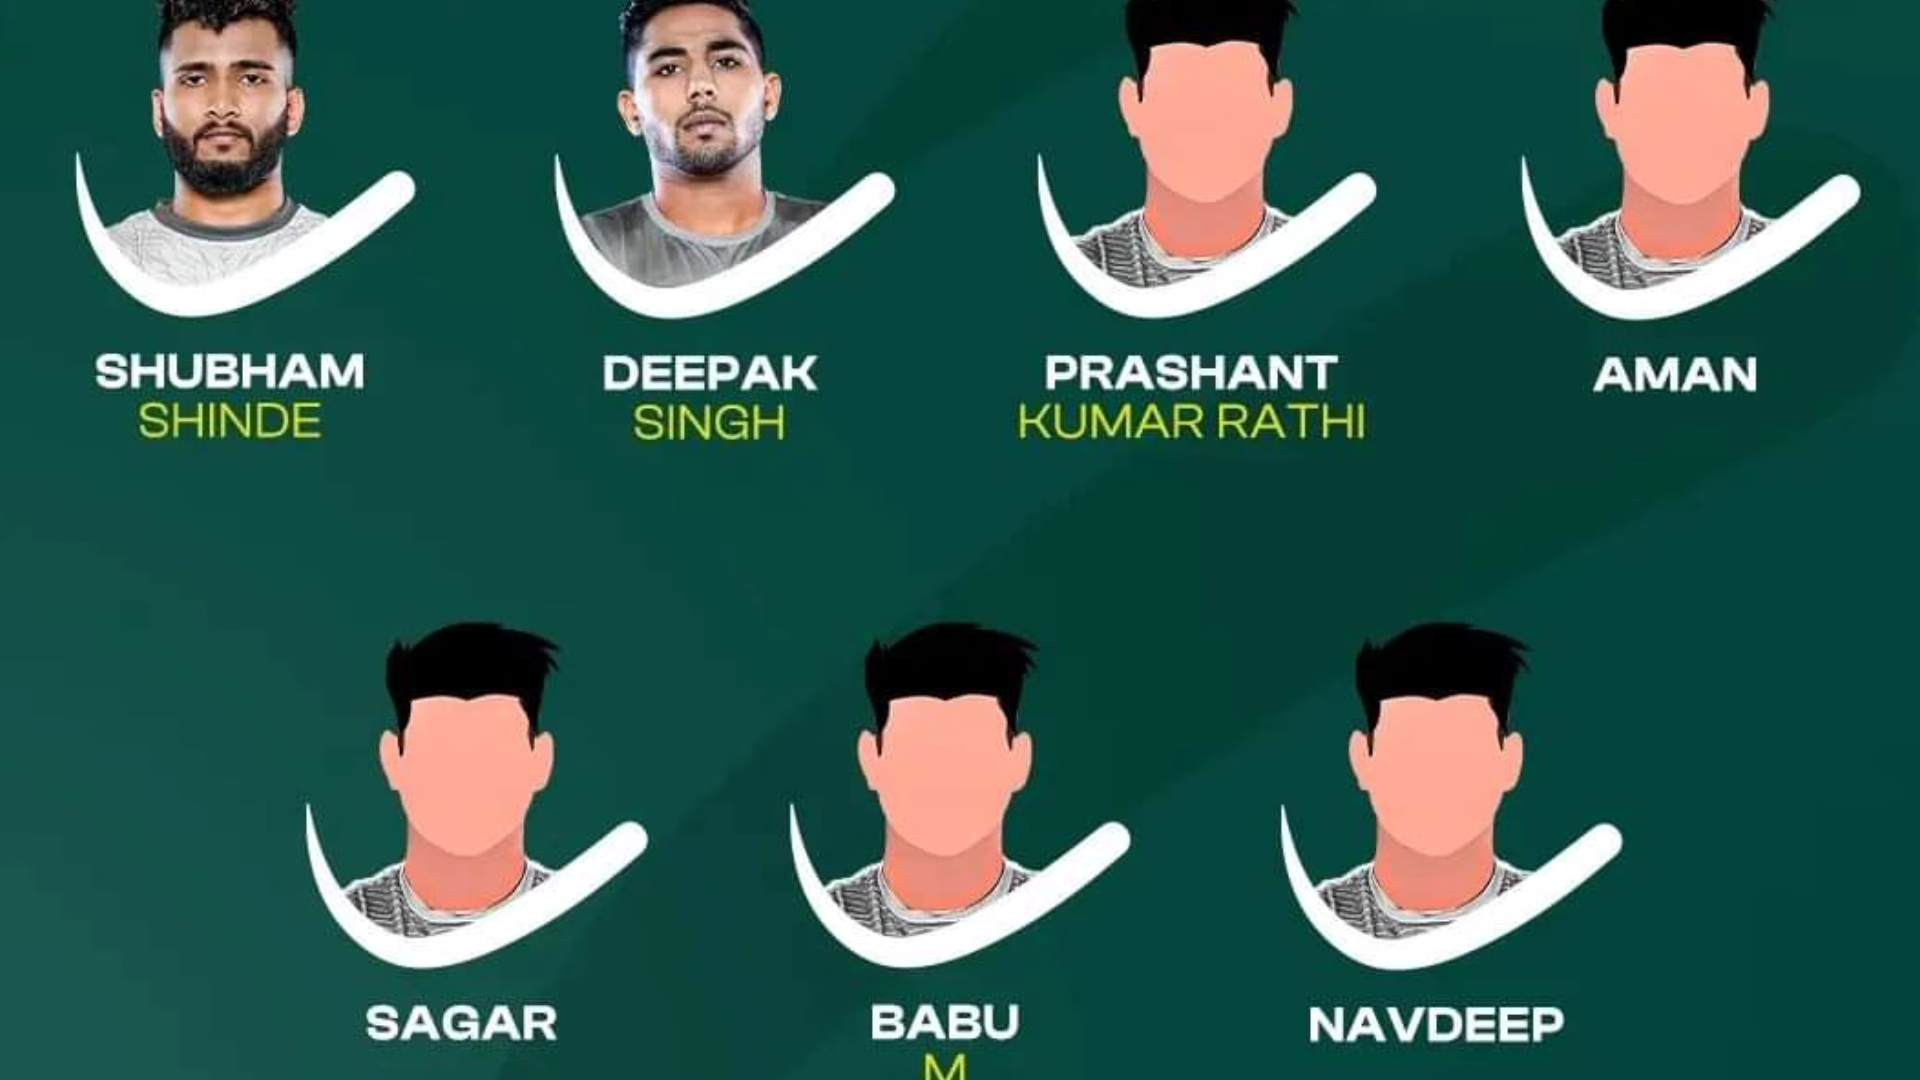 SHUBHAM
SHINDE
DEEPAK
SINGH
PRASHANT
KUMAR RATHI
AMAN
SAGAR
BABU
M
NAVDEEP